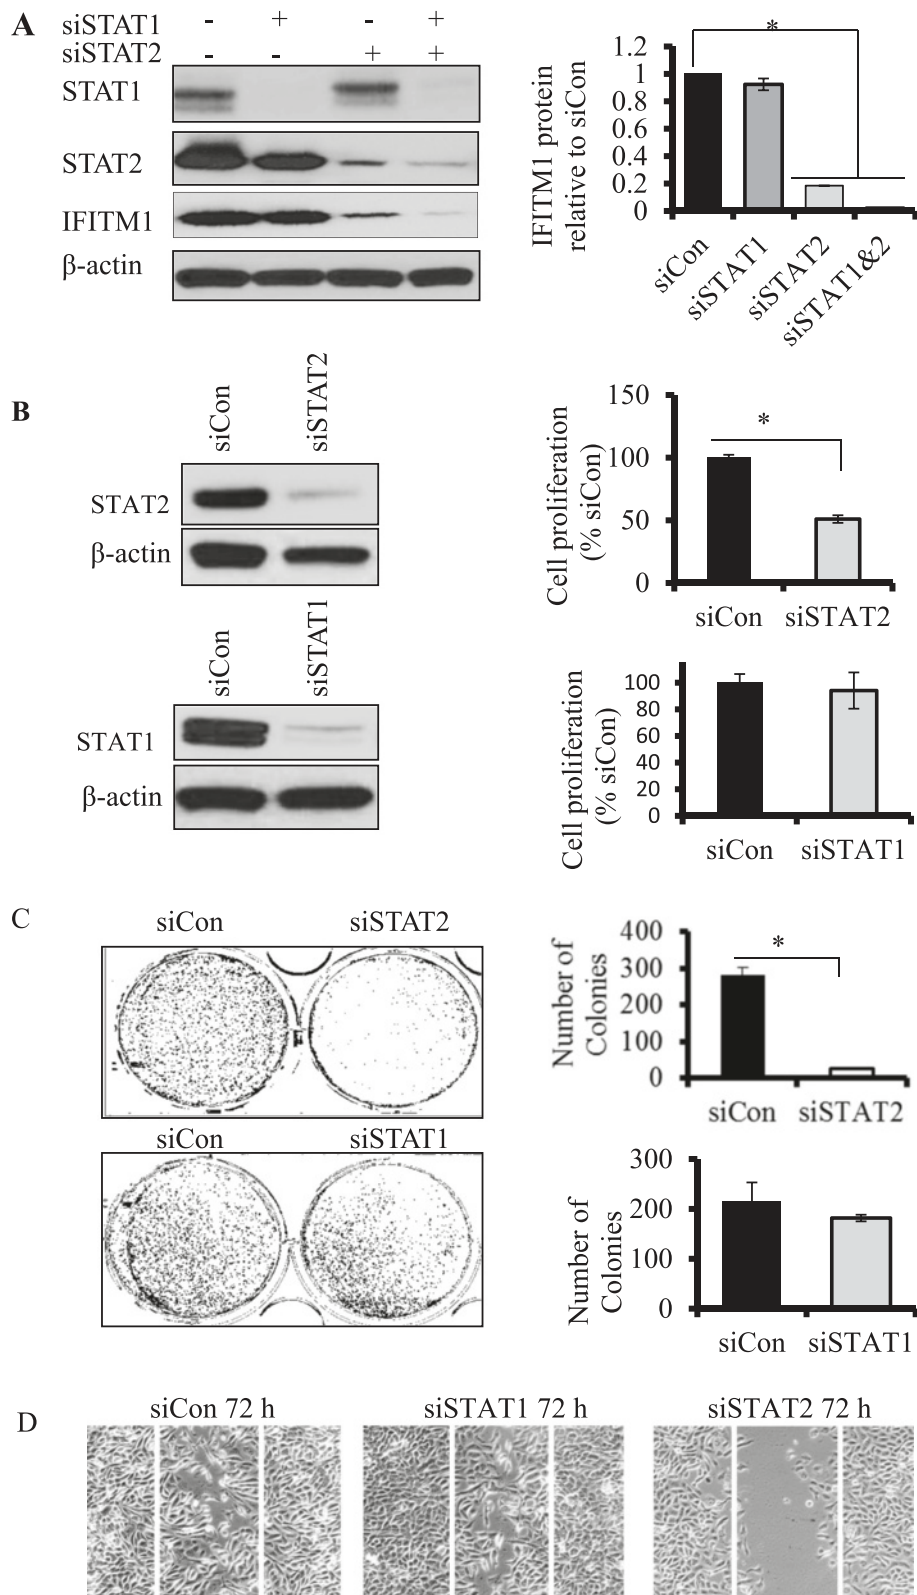 A
siSTAT1 - + - +
siSTAT2 - - + +
STAT1
STAT2
IFITM1
β-actin
*
IFITM1 protein
relative to siCon
1.2
1
0.8
0.6
0.4
0.2
0
siCon
siSTAT1
siSTAT2
siSTAT1&2
B
siCon
siSTAT2
STAT2
β-actin
Cell proliferation
(% siCon)
150
100
50
0
*
siCon siSTAT2
siCon
siSTAT1
STAT1
β-actin
Cell proliferation
(% siCon)
100
80
60
40
20
0
siCon siSTAT1
C
siCon siSTAT2
Number of
Colonies
400
300
200
100
0
*
siCon siSTAT2
siCon siSTAT1
Number of
Colonies
300
200
100
0
siCon siSTAT1
D
siCon 72 h siSTAT1 72 h siSTAT2 72 h